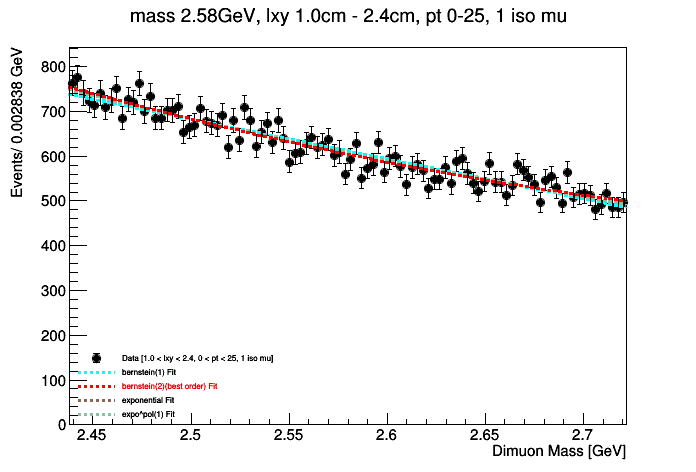 mass 2.58GeV, lxy 1.0cm - 2.4cm, pt 0-25, 1 iso mu
Events/ 0.002838 GeV
800
700
600
500
400
300
200
100
0
Data [1.0 < lxy < 2.4, 0 < pt < 25, 1 iso mu]
bernstein(1) Fit
bernstein(2)(best order) Fit
exponential Fit
expo*pol(1) Fit
2.45 2.5 2.55 2.6 2.65 2.7
Dimuon Mass [GeV]